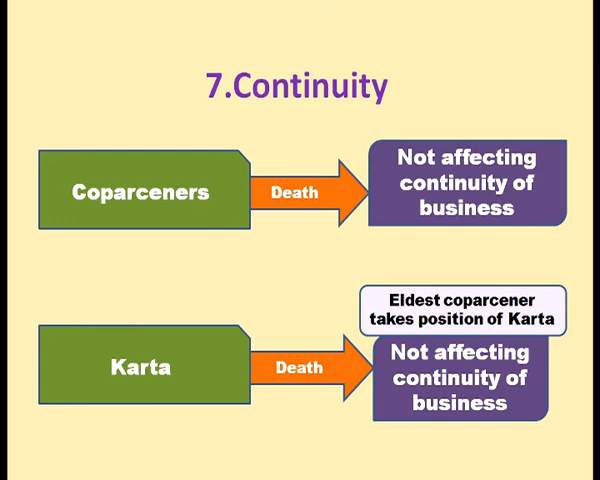 7.Continuity
Coparceners
Death
Not affecting
continuity of
business
Eldest coparcener
takes position of Karta
Karta
Death
Not affecting
continuity of
business